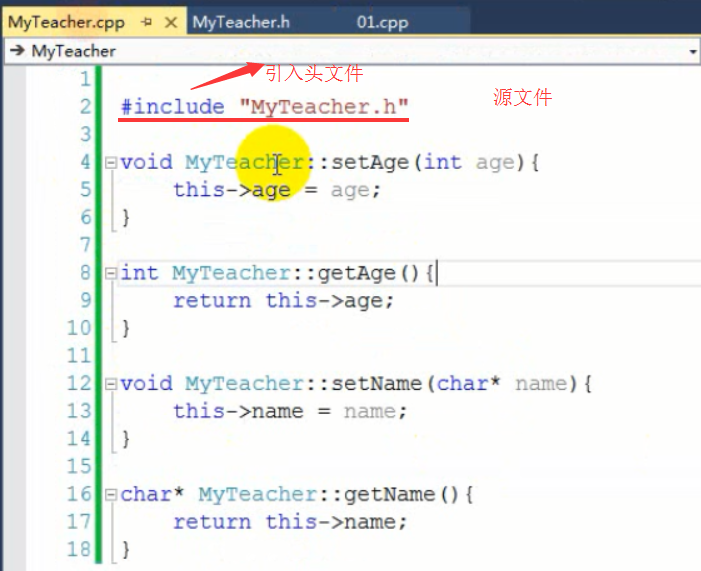 MyTeacher.cpp MyTeacher.h 01.cpp
MyTeacher
引入头文件
源文件
1
2 #include "MyTeacher.h"
3
4 void MyTeacher::setAge(int age){
5 this->age = age;
6 }
7
8 int MyTeacher::getAge(){
9 return this->age;
10 }
11
12 void MyTeacher::setName(char* name){
13 this->name = name;
14 }
15
16 char* MyTeacher::getName(){
17 return this->name;
18 }